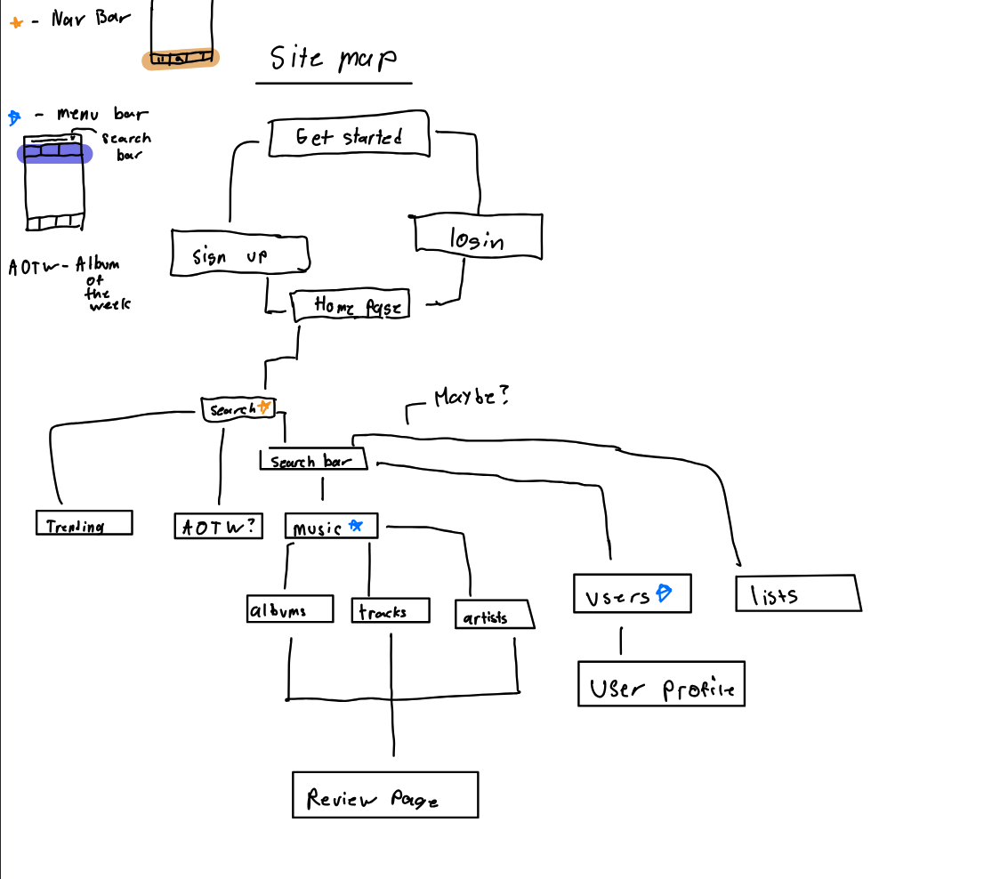 - Nav Bar
Site map
- menu bar
search
bar
Get started
Sign up
login
AOTW - Album
of
the
week
Home Page
Maybe?
search
search bar
Trending
AOTW?
music
albums
tracks
artists
users
lists
User Profile
Review Page